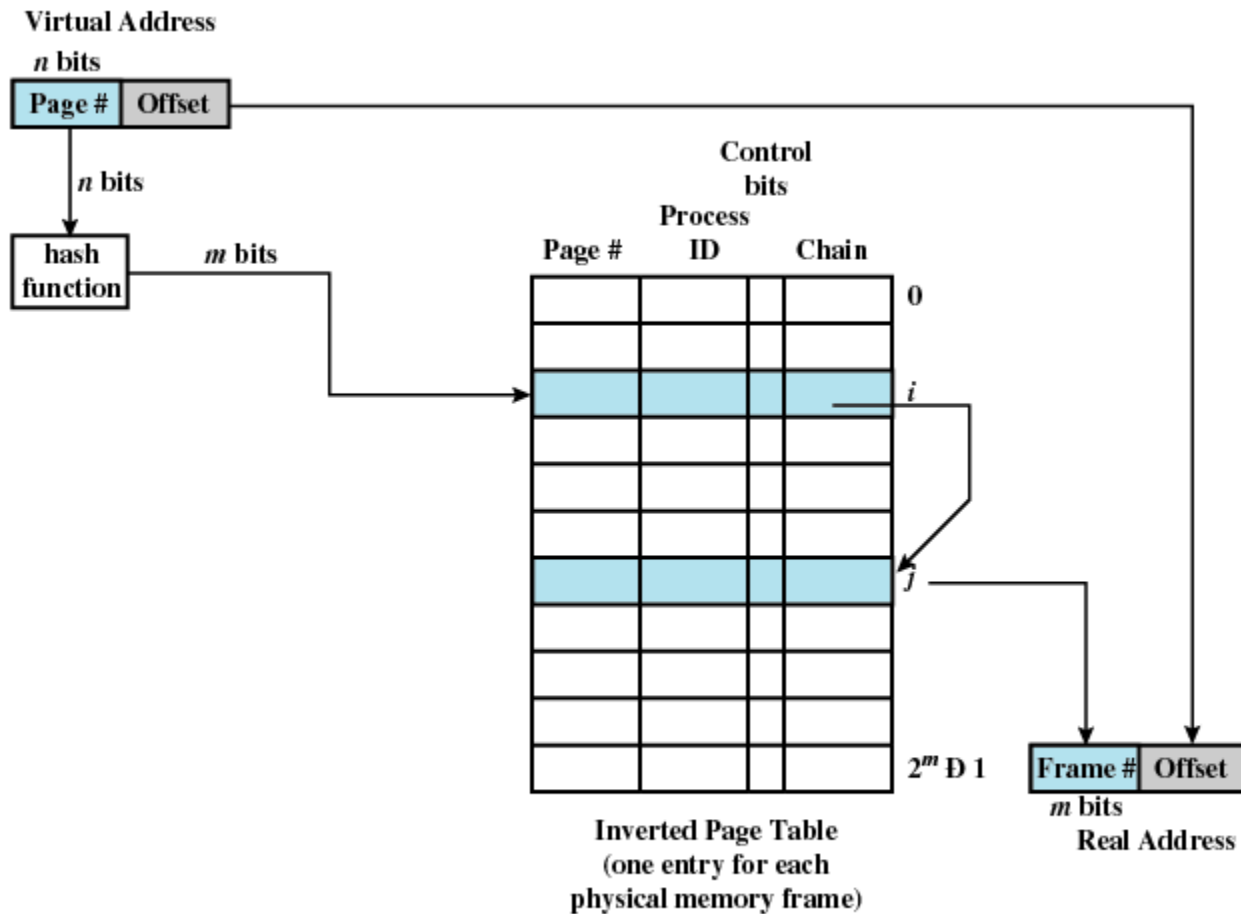 Virtual Address
n bits
Page # Offset
n bits
hash
function
m bits
Control
bits
Process
Page # ID Chain
0
i
j
2^m Đ 1
Frame # Offset
m bits
Real Address
Inverted Page Table
(one entry for each
physical memory frame)